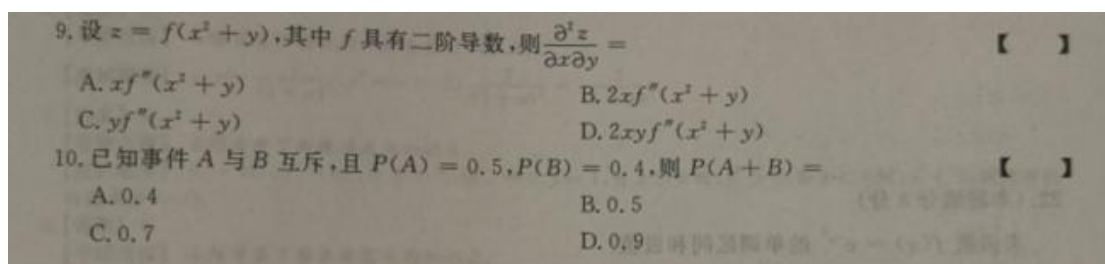 9. 设 z = f(x² + y),其中 f 具有二阶导数,则 ∂²z/∂x∂y = 【 】
A. xf″(x² + y) B. 2xf″(x² + y)
C. yf″(x² + y) D. 2xyf″(x² + y)
10. 已知事件 A 与 B 互斥,且 P(A) = 0.5,P(B) = 0.4,则 P(A + B) = 【 】
A. 0.4 B. 0.5
C. 0.7 D. 0.9